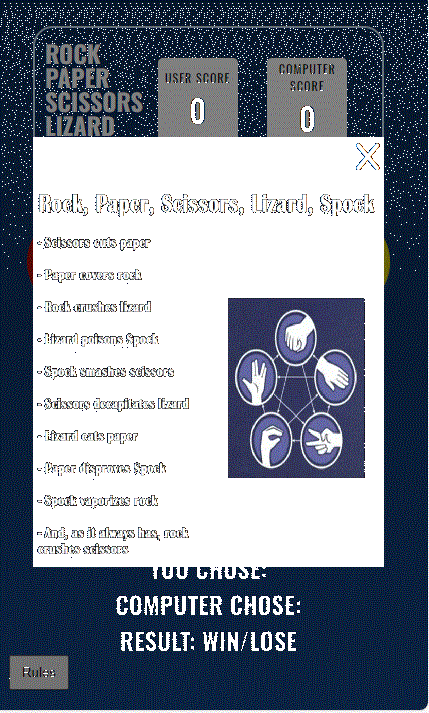 ROCK
PAPER
SCISSORS
LIZARD
USER SCORE
0
COMPUTER
SCORE
0
X
Rock, Paper, Scissors, Lizard, Spock
- Scissors cuts paper
- Paper covers rock
- Rock crushes lizard
- Lizard poisons Spock
- Spock smashes scissors
- Scissors decapitates lizard
- Lizard eats paper
- Paper disproves Spock
- Spock vaporizes rock
- And, as it always has, rock
crushes scissors
YOU CHOSE:
COMPUTER CHOSE:
RESULT: WIN/LOSE
Rules